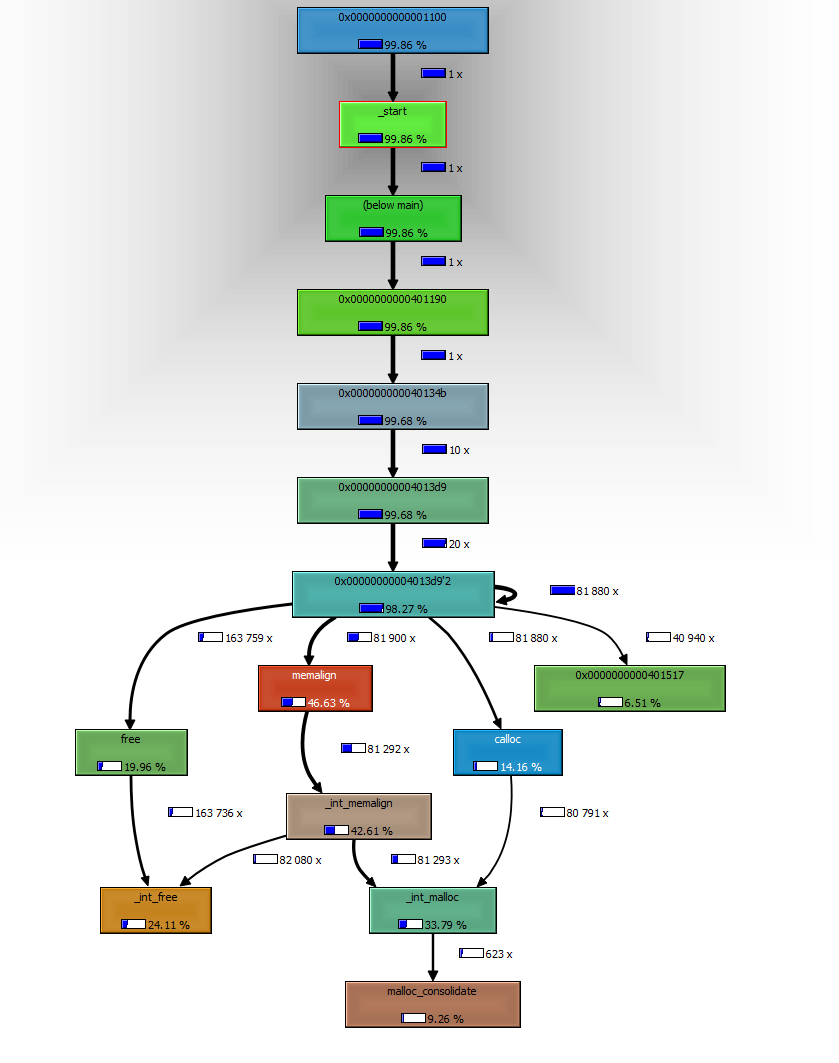 0x0000000000001100
99.86 %
1 x
_start
99.86 %
1 x
(below main)
99.86 %
1 x
0x0000000000401190
99.86 %
1 x
0x000000000040134b
99.68 %
10 x
0x00000000004013d9
99.68 %
20 x
0x00000000004013d9'2
98.27 %
81 880 x
163 759 x
81 900 x
81 880 x
40 940 x
memalign
46.63 %
0x0000000000401517
6.51 %
free
19.96 %
81 292 x
calloc
14.16 %
163 736 x
_int_memalign
42.61 %
80 791 x
82 080 x
81 293 x
_int_free
24.11 %
_int_malloc
33.79 %
623 x
malloc_consolidate
9.26 %